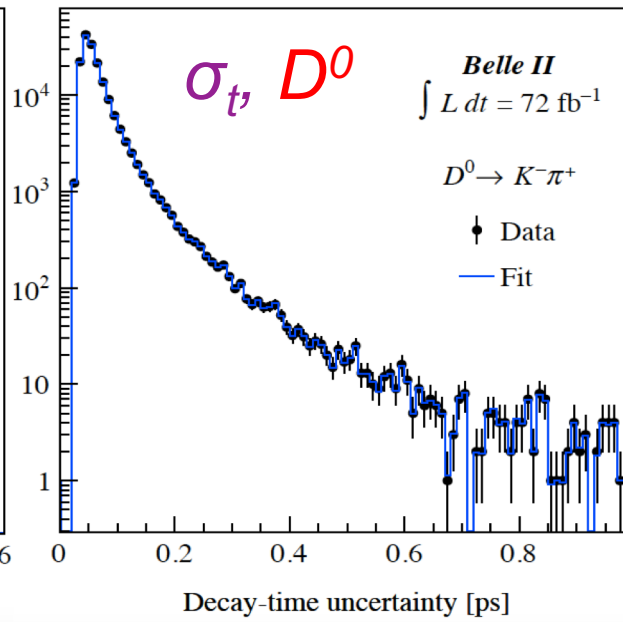 σt, D⁰
Belle II
∫ L dt = 72 fb⁻¹
D⁰→ K⁻π⁺
Data
Fit
10⁴
10³
10²
10
1
6
0 0.2 0.4 0.6 0.8
Decay-time uncertainty [ps]